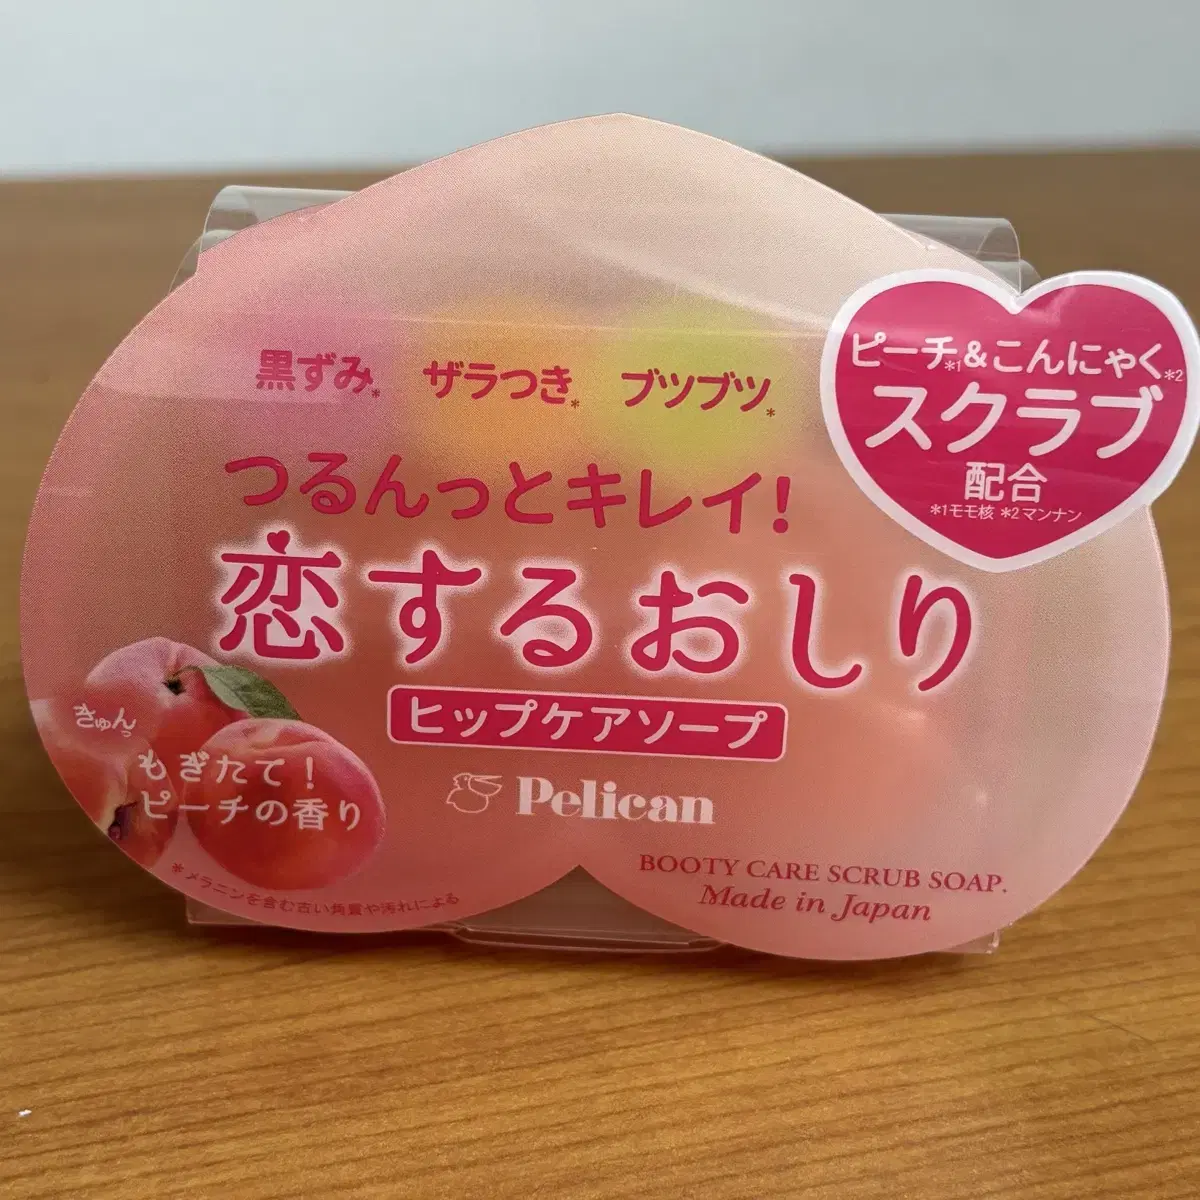 黒ずみ* ザラつき* ブツブツ*
つるんっとキレイ!
恋するおしり
ヒップケアソープ
Pelican
ピーチ*1&こんにゃく*2
スクラブ
配合
*1モモ核 *2マンナン
きゅんっ
もぎたて!
ピーチの香り
*メラニンを含む古い角質や汚れによる
BOOTY CARE SCRUB SOAP.
Made in Japan